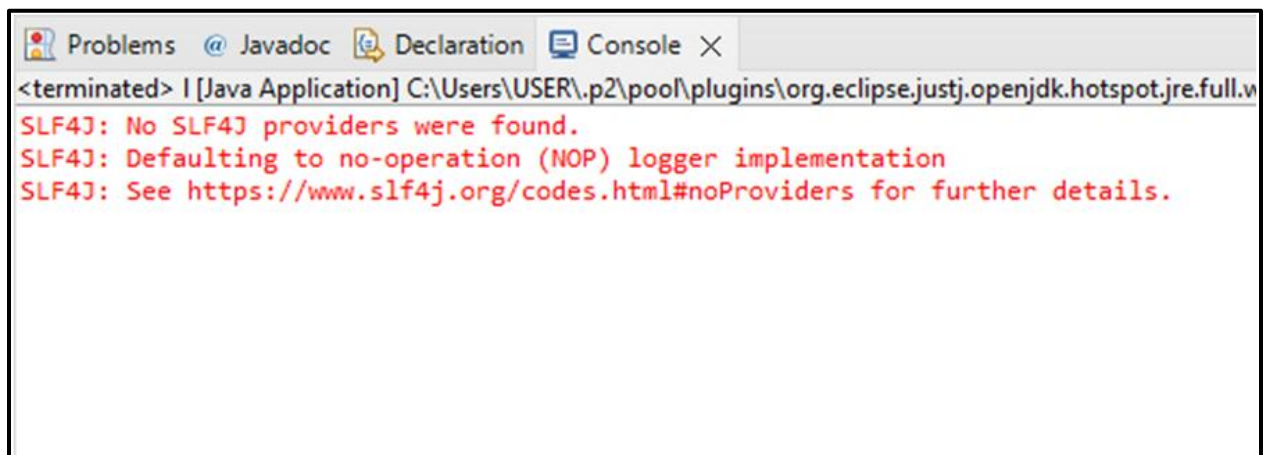 Problems @ Javadoc Declaration Console
<terminated> I [Java Application] C:\Users\USER\.p2\pool\plugins\org.eclipse.justj.openjdk.hotspot.jre.full.w
SLF4J: No SLF4J providers were found.
SLF4J: Defaulting to no-operation (NOP) logger implementation
SLF4J: See https://www.slf4j.org/codes.html#noProviders for further details.